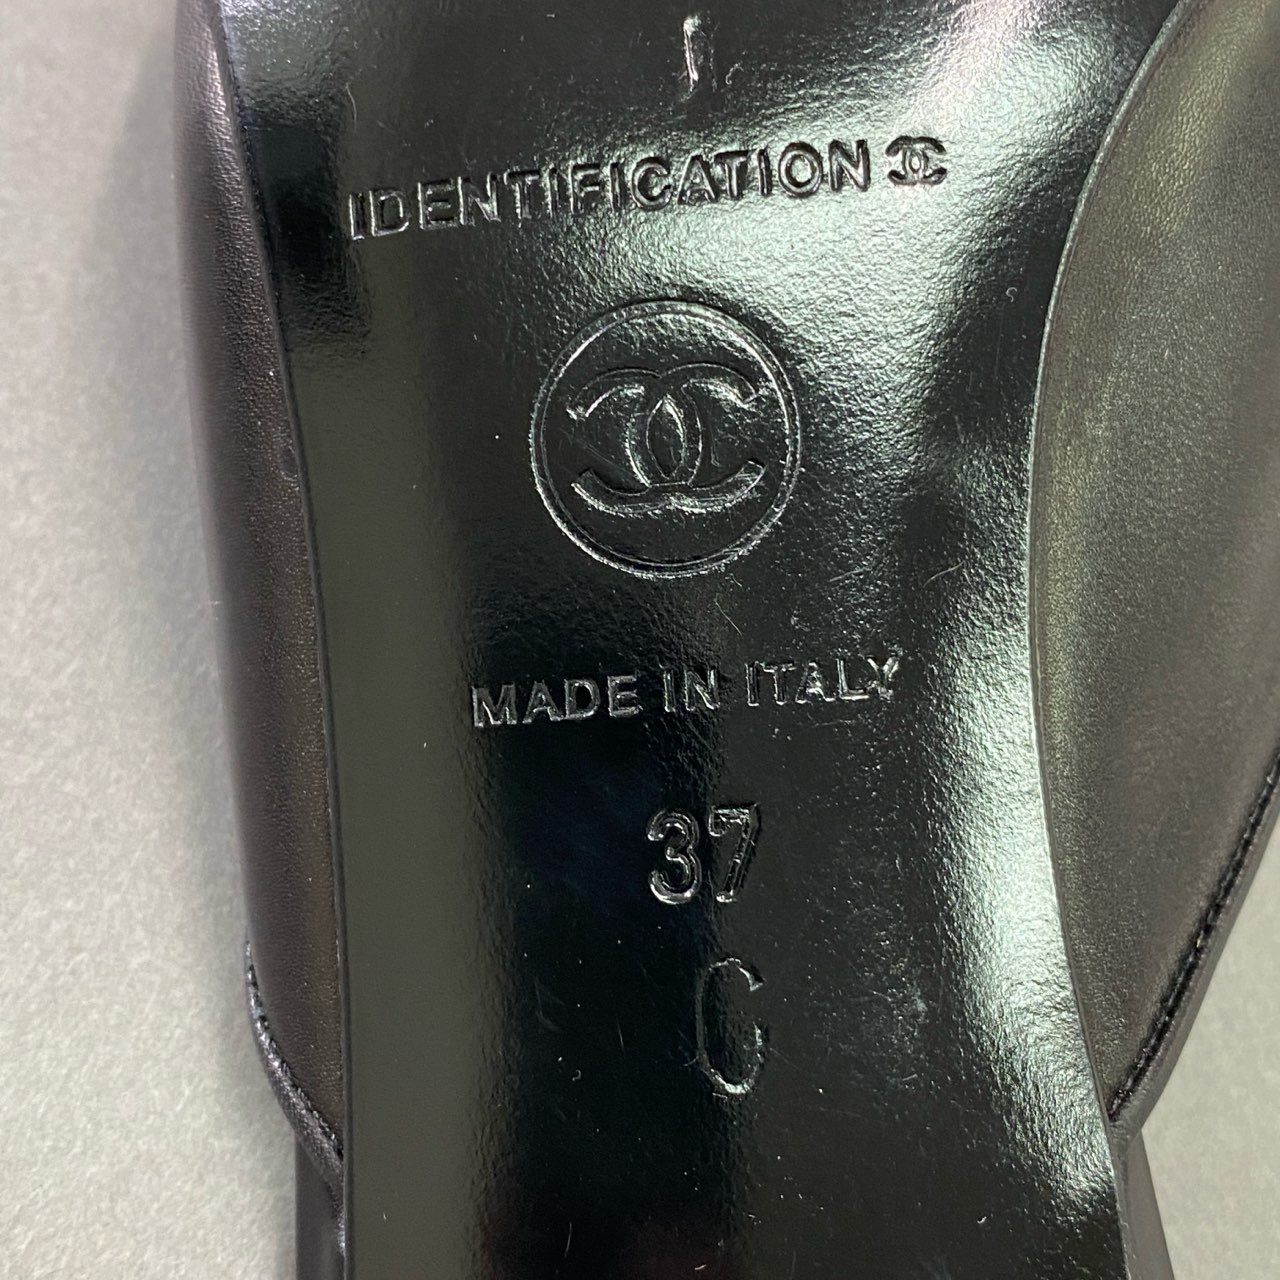 IDENTIFICATION
MADE IN ITALY
37
C